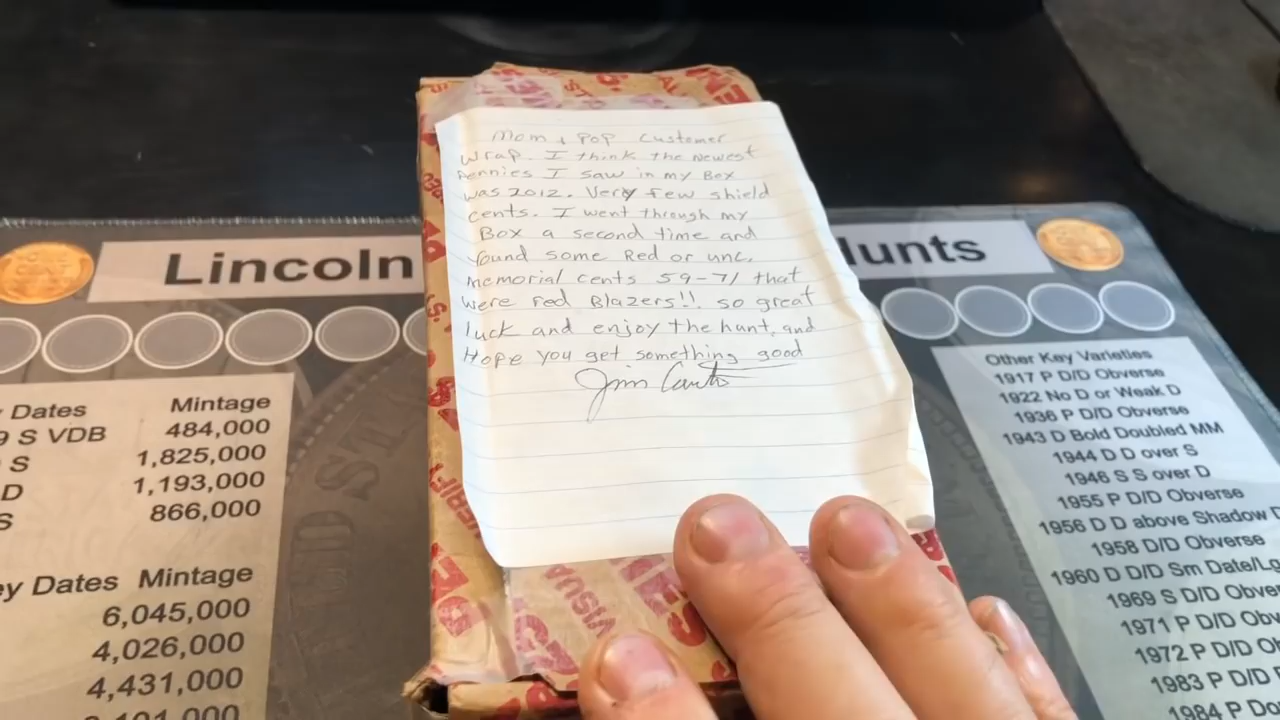 Mom & Pop Customer
Wrap. I think the Newest
Pennies I saw in my Box
was 2012. Very few shield
cents. I went through my
Box a second time and
found some Red or unc.
memorial cents 59-71 that
were red Blazers!! so great
luck and enjoy the hunt, and
Hope you get something good
Jim
Lincoln
Hunts
Dates Mintage
9 S VDB 484,000
S 1,825,000
D 1,193,000
S 866,000
y Dates Mintage
6,045,000
4,026,000
4,431,000
Other Key Varieties
1917 P D/D Obverse
1922 No D or Weak D
1936 P D/D Obverse
1943 D Bold Doubled MM
1944 D D over S
1946 S S over D
1955 P D/D Obverse
1956 D D above Shadow D
1958 D/D Obverse
1960 D D/D Sm Date/Lg
1969 S D/D Obver
1971 P D/D Obv
1972 P D/D Ob
1983 P D/D
1984 P Do